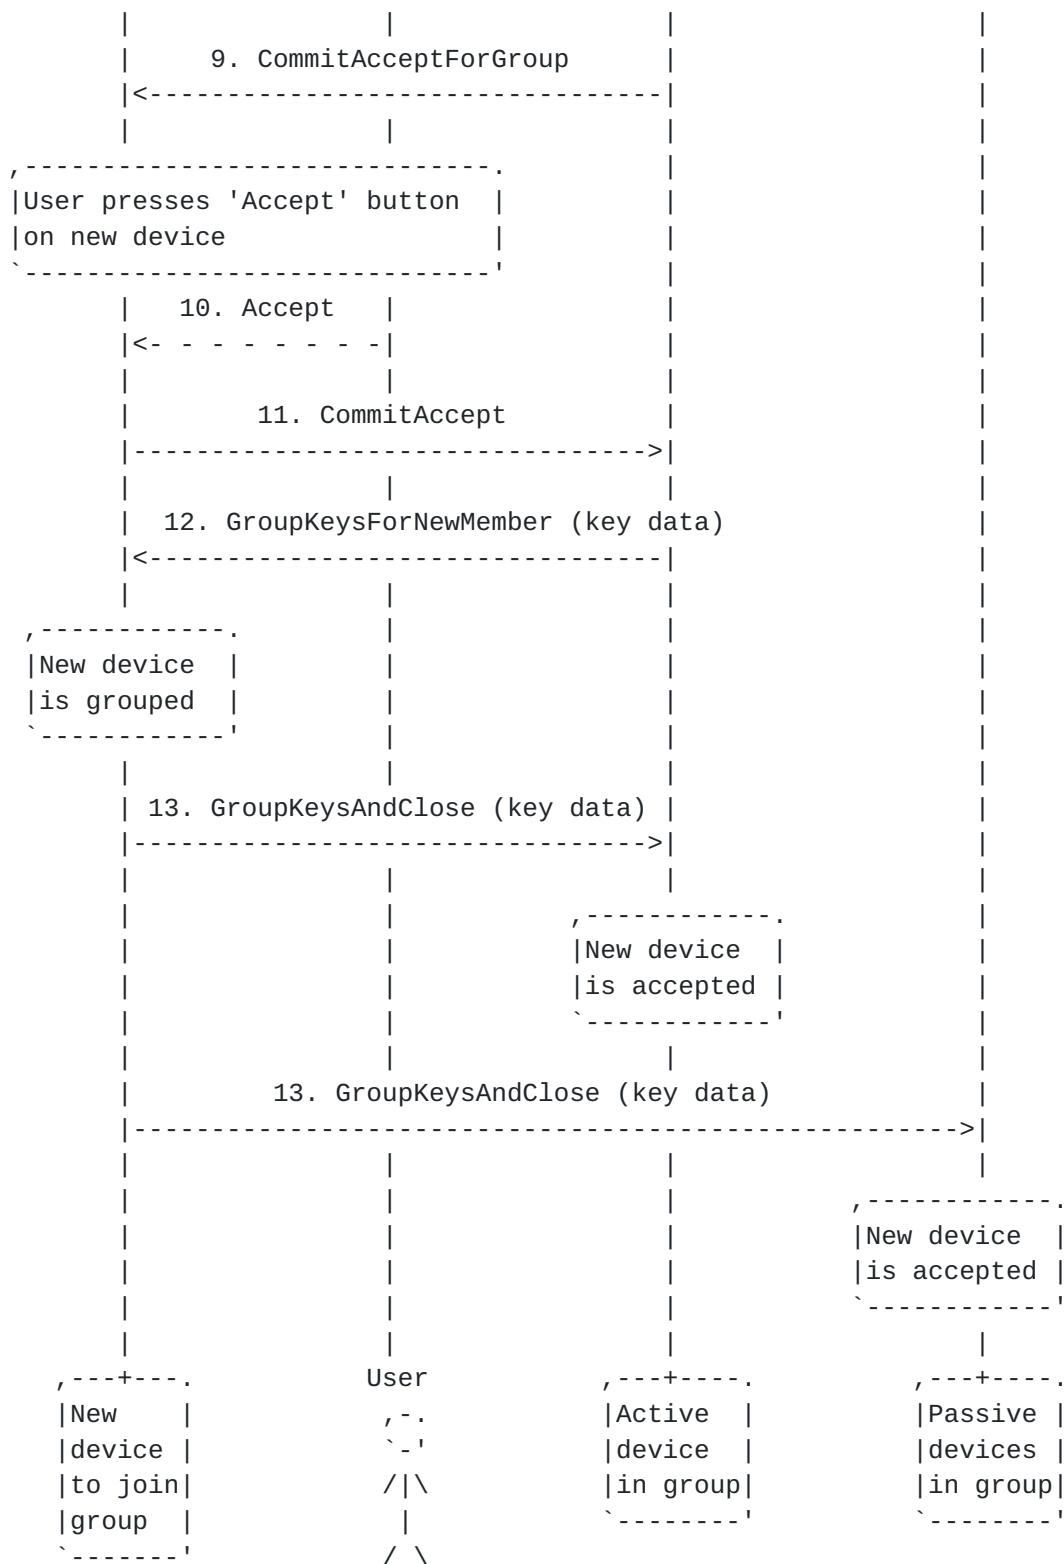 9. CommitAcceptForGroup
User presses 'Accept' button
on new device
10. Accept
11. CommitAccept
12. GroupKeysForNewMember (key data)
New device
is grouped
13. GroupKeysAndClose (key data)
New device
is accepted
13. GroupKeysAndClose (key data)
New device
is accepted
User
New Active Passive
device device devices
to join in group in group
group